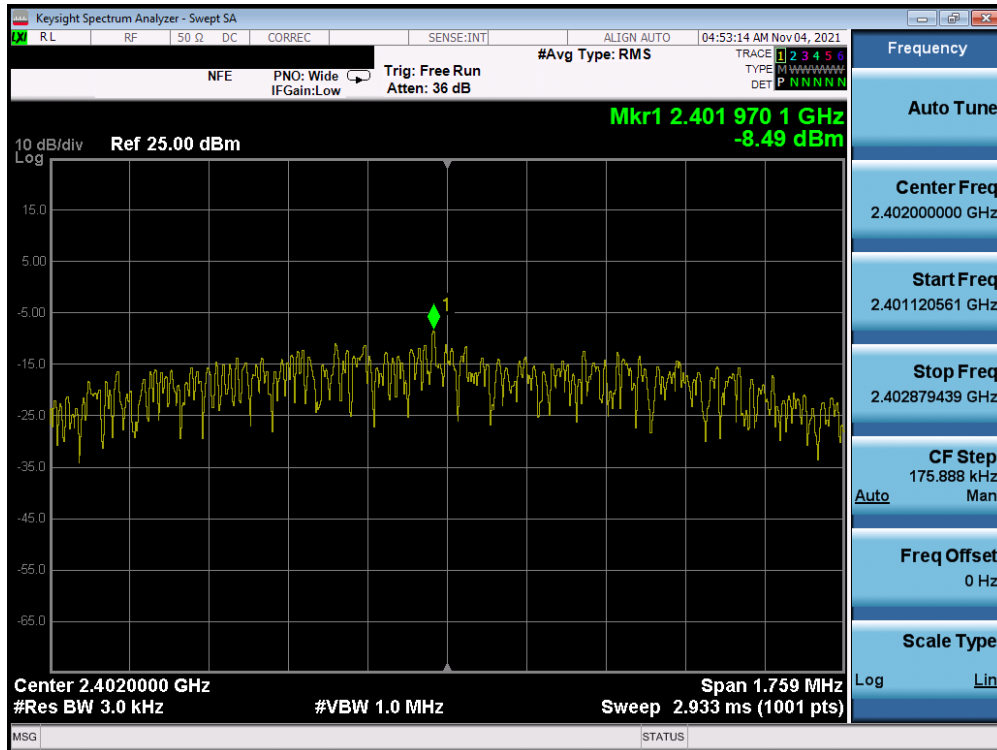 Keysight Spectrum Analyzer - Swept SA
LXI RL RF 50 Ω DC CORREC SENSE:INT ALIGN AUTO 04:53:14 AM Nov 04, 2021
NFE PNO: Wide Trig: Free Run #Avg Type: RMS TRACE 1 2 3 4 5 6
IFGain:Low Atten: 36 dB TYPE M WWWWW
DET P N N N N N
Mkr1 2.401 970 1 GHz
-8.49 dBm
10 dB/div Ref 25.00 dBm
Log
15.0
5.00
1
-5.00
-15.0
-25.0
-35.0
-45.0
-55.0
-65.0
Center 2.4020000 GHz Span 1.759 MHz
#Res BW 3.0 kHz #VBW 1.0 MHz Sweep 2.933 ms (1001 pts)
MSG STATUS
Frequency
Auto Tune
Center Freq
2.402000000 GHz
Start Freq
2.401120561 GHz
Stop Freq
2.402879439 GHz
CF Step
175.888 kHz
Auto Man
Freq Offset
0 Hz
Scale Type
Log Lin